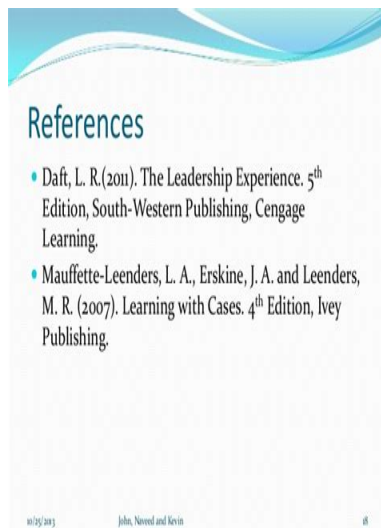 References
• Daft, L. R.(2011). The Leadership Experience. 5th
Edition, South-Western Publishing, Cengage
Learning.
• Mauffette-Leenders, L. A., Erskine, J. A. and Leenders,
M. R. (2007). Learning with Cases. 4th Edition, Ivey
Publishing.
10/25/2013 John, Naveed and Kevin 18